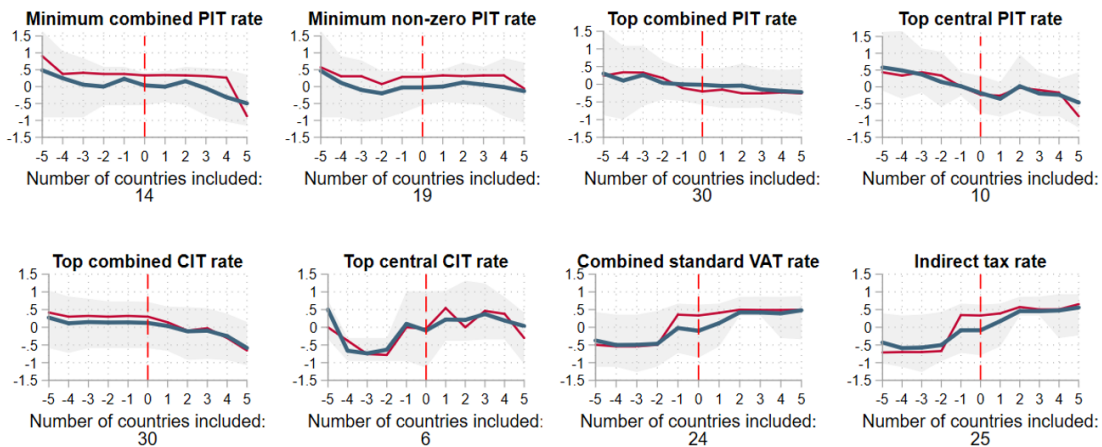 Minimum combined PIT rate
1.5
1
.5
0
-.5
-1
-1.5
-5 -4 -3 -2 -1 0 1 2 3 4 5
Number of countries included:
14
Minimum non-zero PIT rate
1.5
1
.5
0
-.5
-1
-1.5
-5 -4 -3 -2 -1 0 1 2 3 4 5
Number of countries included:
19
Top combined PIT rate
1.5
1
.5
0
-.5
-1
-1.5
-5 -4 -3 -2 -1 0 1 2 3 4 5
Number of countries included:
30
Top central PIT rate
1.5
1
.5
0
-.5
-1
-1.5
-5 -4 -3 -2 -1 0 1 2 3 4 5
Number of countries included:
10
Top combined CIT rate
1.5
1
.5
0
-.5
-1
-1.5
-5 -4 -3 -2 -1 0 1 2 3 4 5
Number of countries included:
30
Top central CIT rate
1.5
1
.5
0
-.5
-1
-1.5
-5 -4 -3 -2 -1 0 1 2 3 4 5
Number of countries included:
6
Combined standard VAT rate
1.5
1
.5
0
-.5
-1
-1.5
-5 -4 -3 -2 -1 0 1 2 3 4 5
Number of countries included:
24
Indirect tax rate
1.5
1
.5
0
-.5
-1
-1.5
-5 -4 -3 -2 -1 0 1 2 3 4 5
Number of countries included:
25